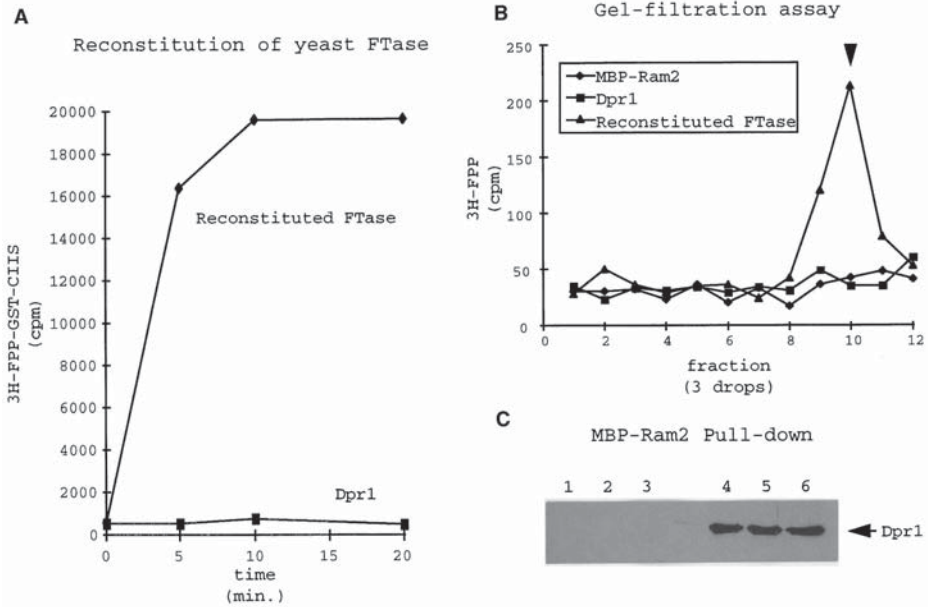 A
Reconstitution of yeast FTase
20000
18000
16000
14000
12000
10000
8000
6000
4000
2000
0
3H-FPP-GST-CIIS
(cpm)
Reconstituted FTase
Dpr1
0
5
10
15
20
time
(min.)
B
Gel-filtration assay
250
200
150
100
50
0
3H-FPP
(cpm)
MBP-Ram2
Dpr1
Reconstituted FTase
0
2
4
6
8
10
12
fraction
(3 drops)
C
MBP-Ram2 Pull-down
1 2 3 4 5 6
Dpr1